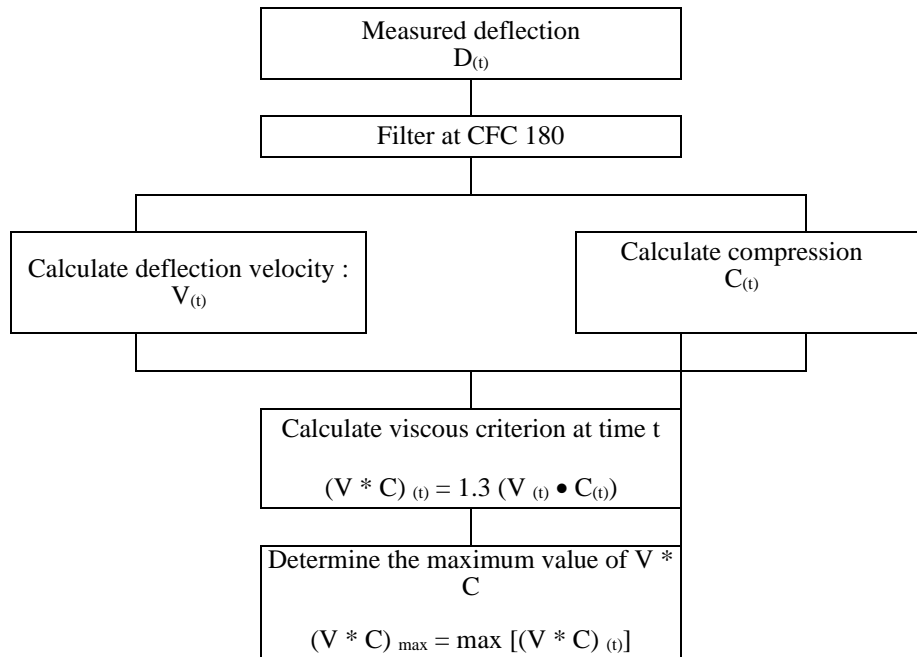 Measured deflection
D(t)
Filter at CFC 180
Calculate deflection velocity :
V(t)
Calculate compression
C(t)
Calculate viscous criterion at time t
(V * C) (t) = 1.3 (V (t) • C(t))
Determine the maximum value of V *
C
(V * C) max = max [(V * C) (t)]